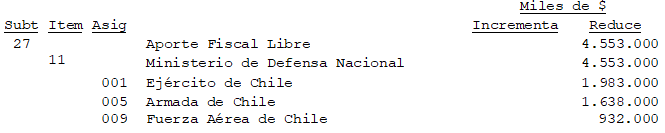 Miles de $
Subt Item Asig Incrementa Reduce
27 Aporte Fiscal Libre 4.553.000
11 Ministerio de Defensa Nacional 4.553.000
001 Ejército de Chile 1.983.000
005 Armada de Chile 1.638.000
009 Fuerza Aérea de Chile 932.000